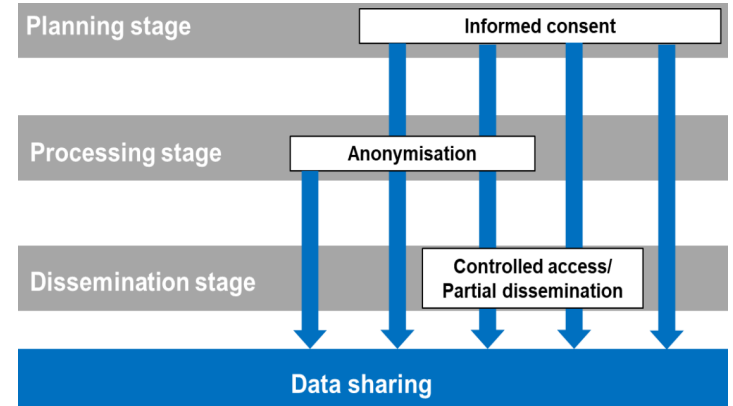 Planning stage
Informed consent
Processing stage
Anonymisation
Dissemination stage
Controlled access/
Partial dissemination
Data sharing